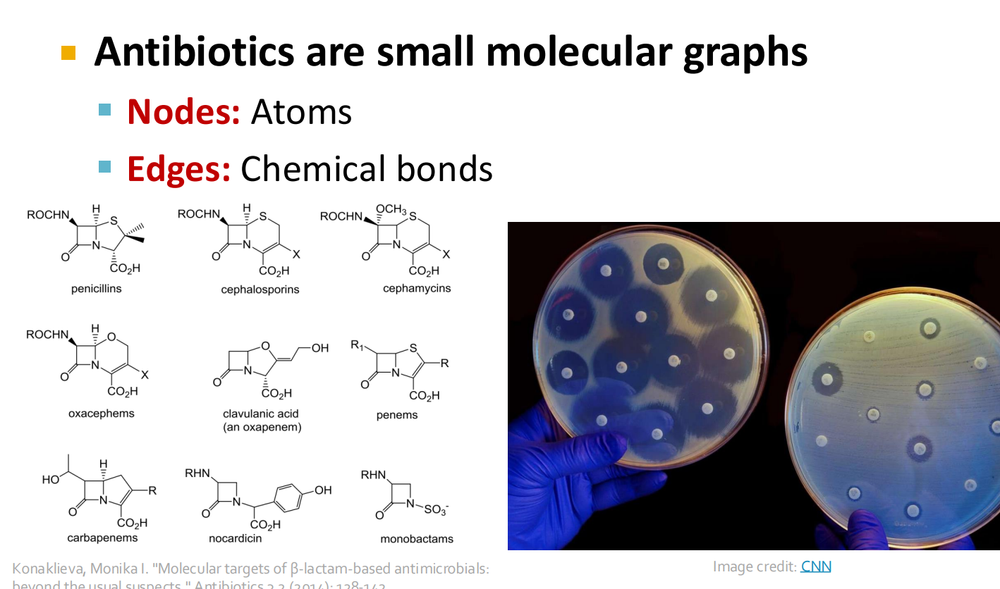 Antibiotics are small molecular graphs
Nodes: Atoms
Edges: Chemical bonds
ROCHN H S N O CO2H
penicillins
ROCHN H S N O X CO2H
cephalosporins
ROCHN OCH3 S N O X CO2H
cephamycins
ROCHN H O N O X CO2H
oxacephems
O OH N O CO2H
clavulanic acid
(an oxapenem)
R1 S R N O CO2H
penems
HO H R N O CO2H
carbapenems
RHN OH N O CO2H
nocardicin
RHN N O SO3-
monobactams
Konaklieva, Monika I. "Molecular targets of β-lactam-based antimicrobials:
beyond the usual suspects." Antibiotics 3.2 (2014): 128-142.
Image credit: CNN